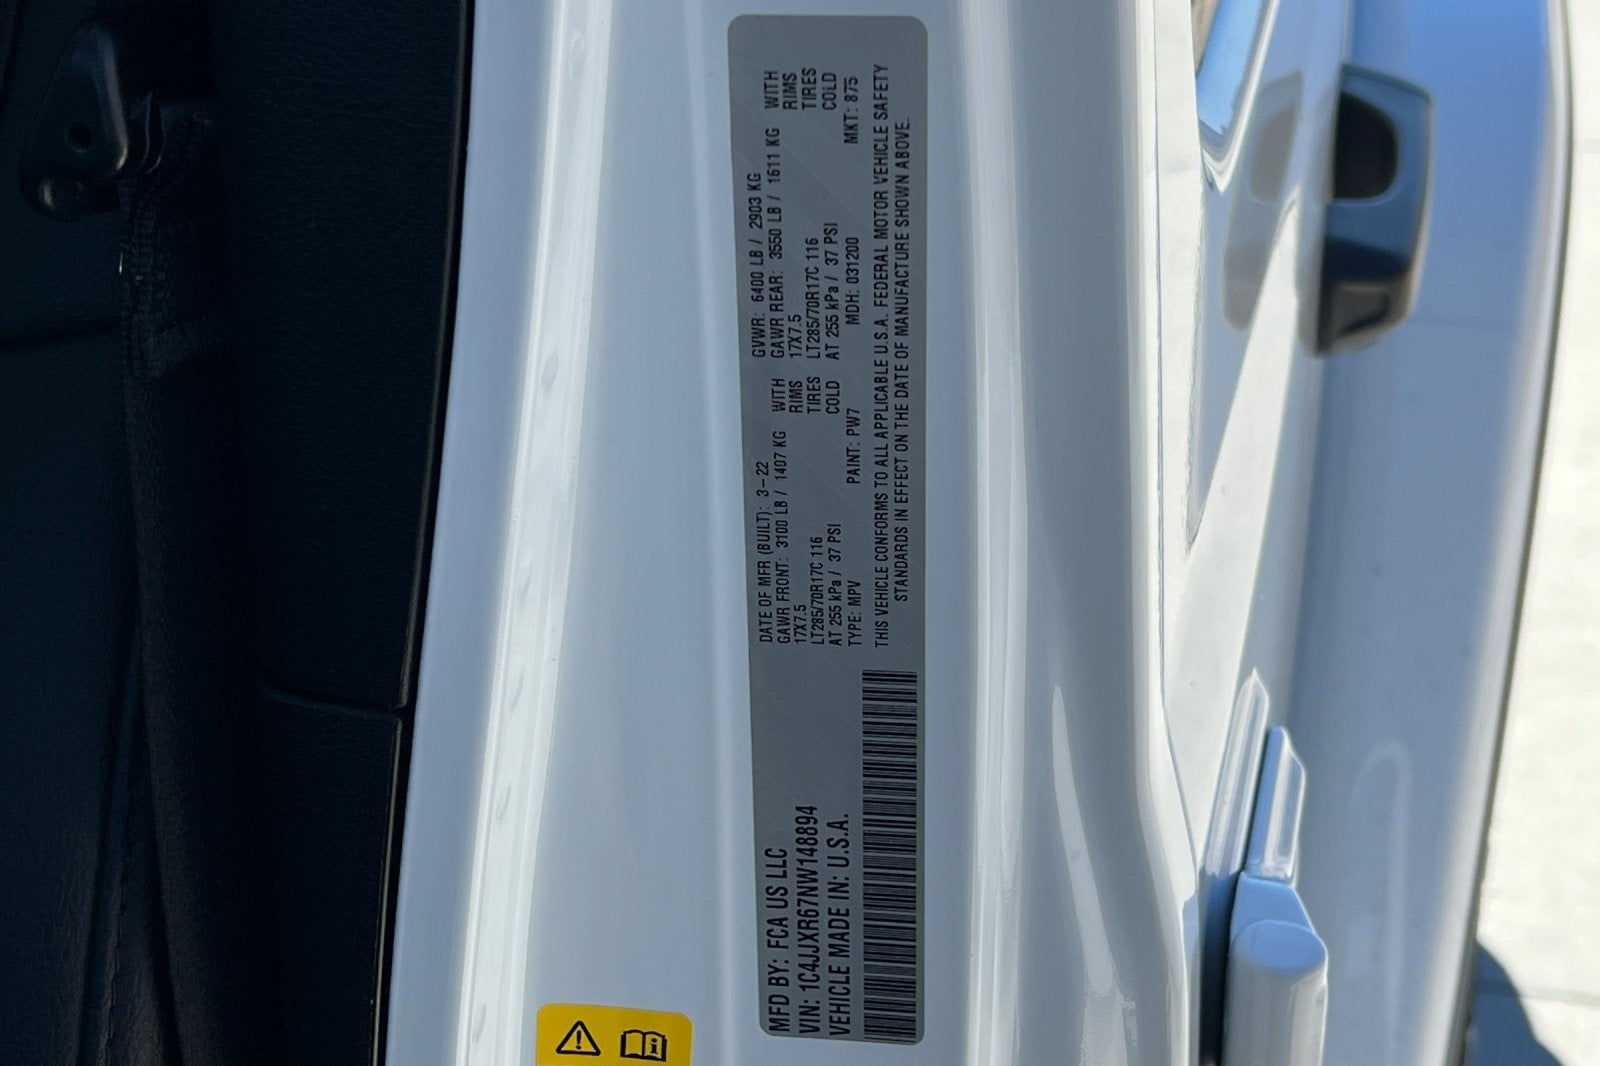 MFD BY: FCA US LLC
VIN: 1C4JJXR67NW148894
VEHICLE MADE IN: U.S.A.
DATE OF MFR (BUILT): 3-22 GVWR: 6400 LB / 2903 KG
GAWR FRONT: 3100 LB / 1407 KG WITH GAWR REAR: 3550 LB / 1611 KG WITH
17X7.5 RIMS 17X7.5 RIMS
LT285/70R17C 116 TIRES LT285/70R17C 116 TIRES
AT 255 kPa / 37 PSI COLD AT 255 kPa / 37 PSI COLD
TYPE: MPV PAINT: PW7 MDH: 031200 MKT: 875
THIS VEHICLE CONFORMS TO ALL APPLICABLE U.S.A. FEDERAL MOTOR VEHICLE SAFETY
STANDARDS IN EFFECT ON THE DATE OF MANUFACTURE SHOWN ABOVE.